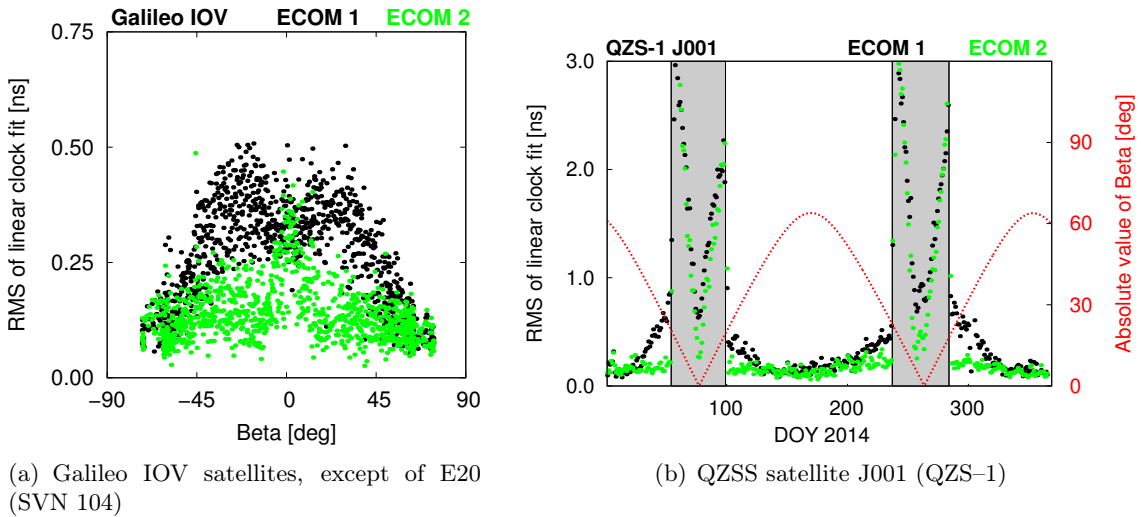 Galileo IOV ECOM 1 ECOM 2
RMS of linear clock fit [ns]
0.75
0.50
0.25
0.00
−90 −45 0 45 90
Beta [deg]
(a) Galileo IOV satellites, except of E20
(SVN 104)
QZS-1 J001 ECOM 1 ECOM 2
RMS of linear clock fit [ns]
3.0
2.0
1.0
0.0
100 200 300
DOY 2014
90
60
30
0
Absolute value of Beta [deg]
(b) QZSS satellite J001 (QZS–1)